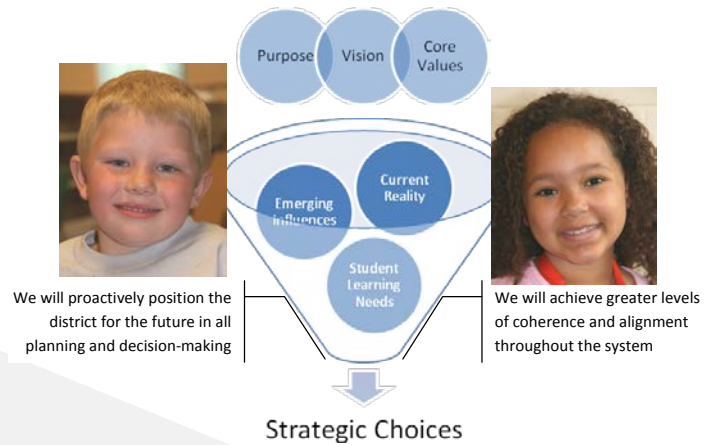 Purpose
Vision
Core
Values
Emerging
influences
Current
Reality
Student
Learning
Needs
We will proactively position the
district for the future in all
planning and decision-making
We will achieve greater levels
of coherence and alignment
throughout the system
Strategic Choices